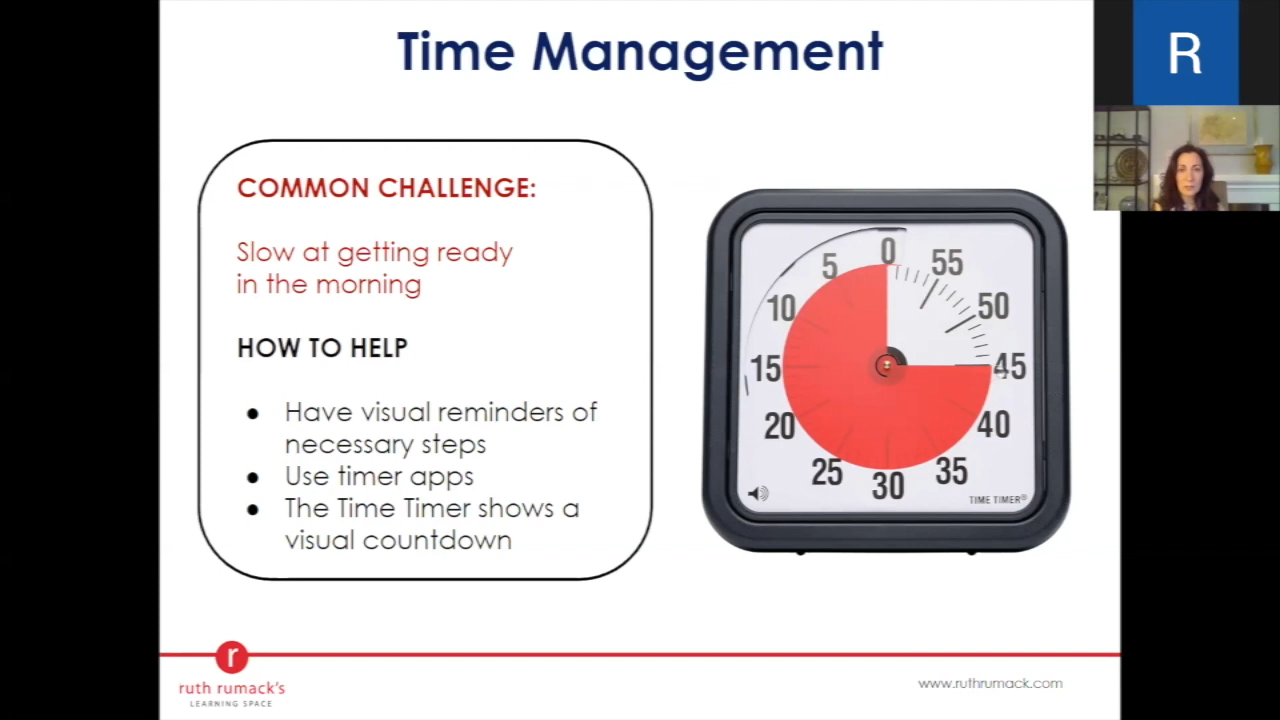 Time Management
R
COMMON CHALLENGE:
Slow at getting ready
in the morning
HOW TO HELP
● Have visual reminders of
necessary steps
● Use timer apps
● The Time Timer shows a
visual countdown
0
5
55
10
50
15
45
20
40
25
35
30
TIME TIMER®
r
ruth rumack's
LEARNING SPACE
www.ruthrumack.com